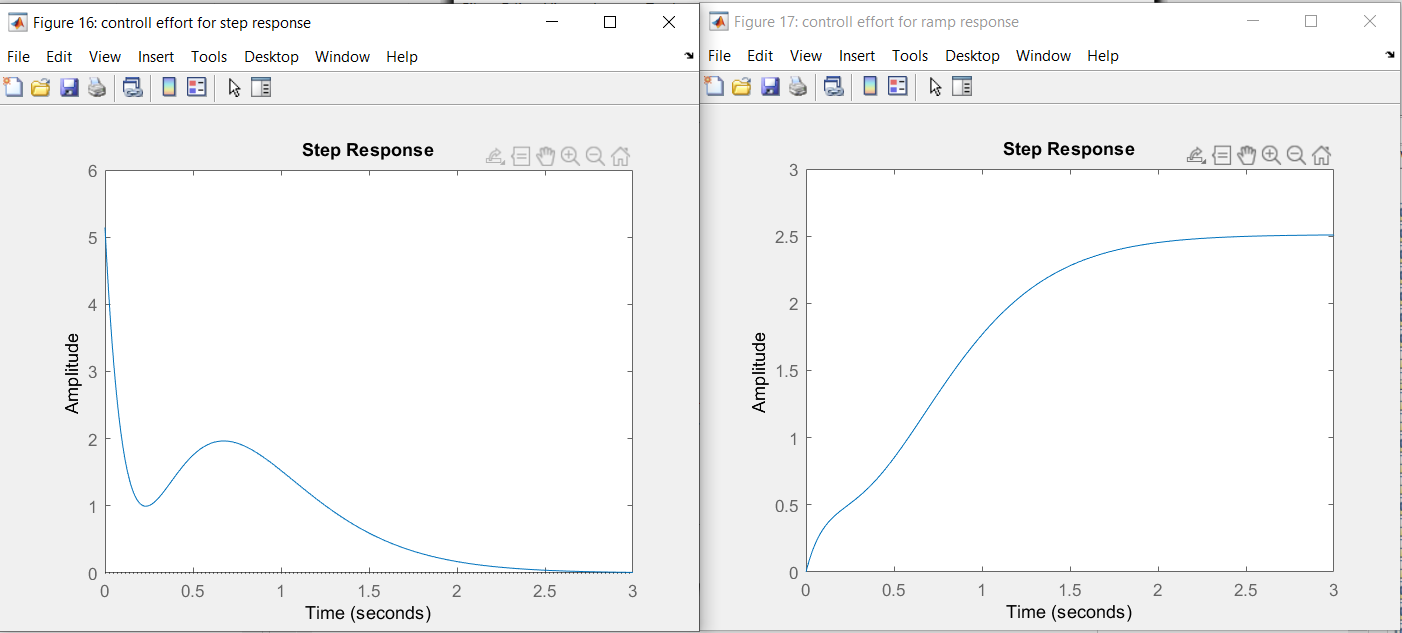 Figure 16: controll effort for step response
File Edit View Insert Tools Desktop Window Help
Step Response
6
5
4
3
2
1
0
Amplitude
0 0.5 1 1.5 2 2.5 3
Time (seconds)
Figure 17: controll effort for ramp response
File Edit View Insert Tools Desktop Window Help
Step Response
3
2.5
2
1.5
1
0.5
0
Amplitude
0 0.5 1 1.5 2 2.5 3
Time (seconds)